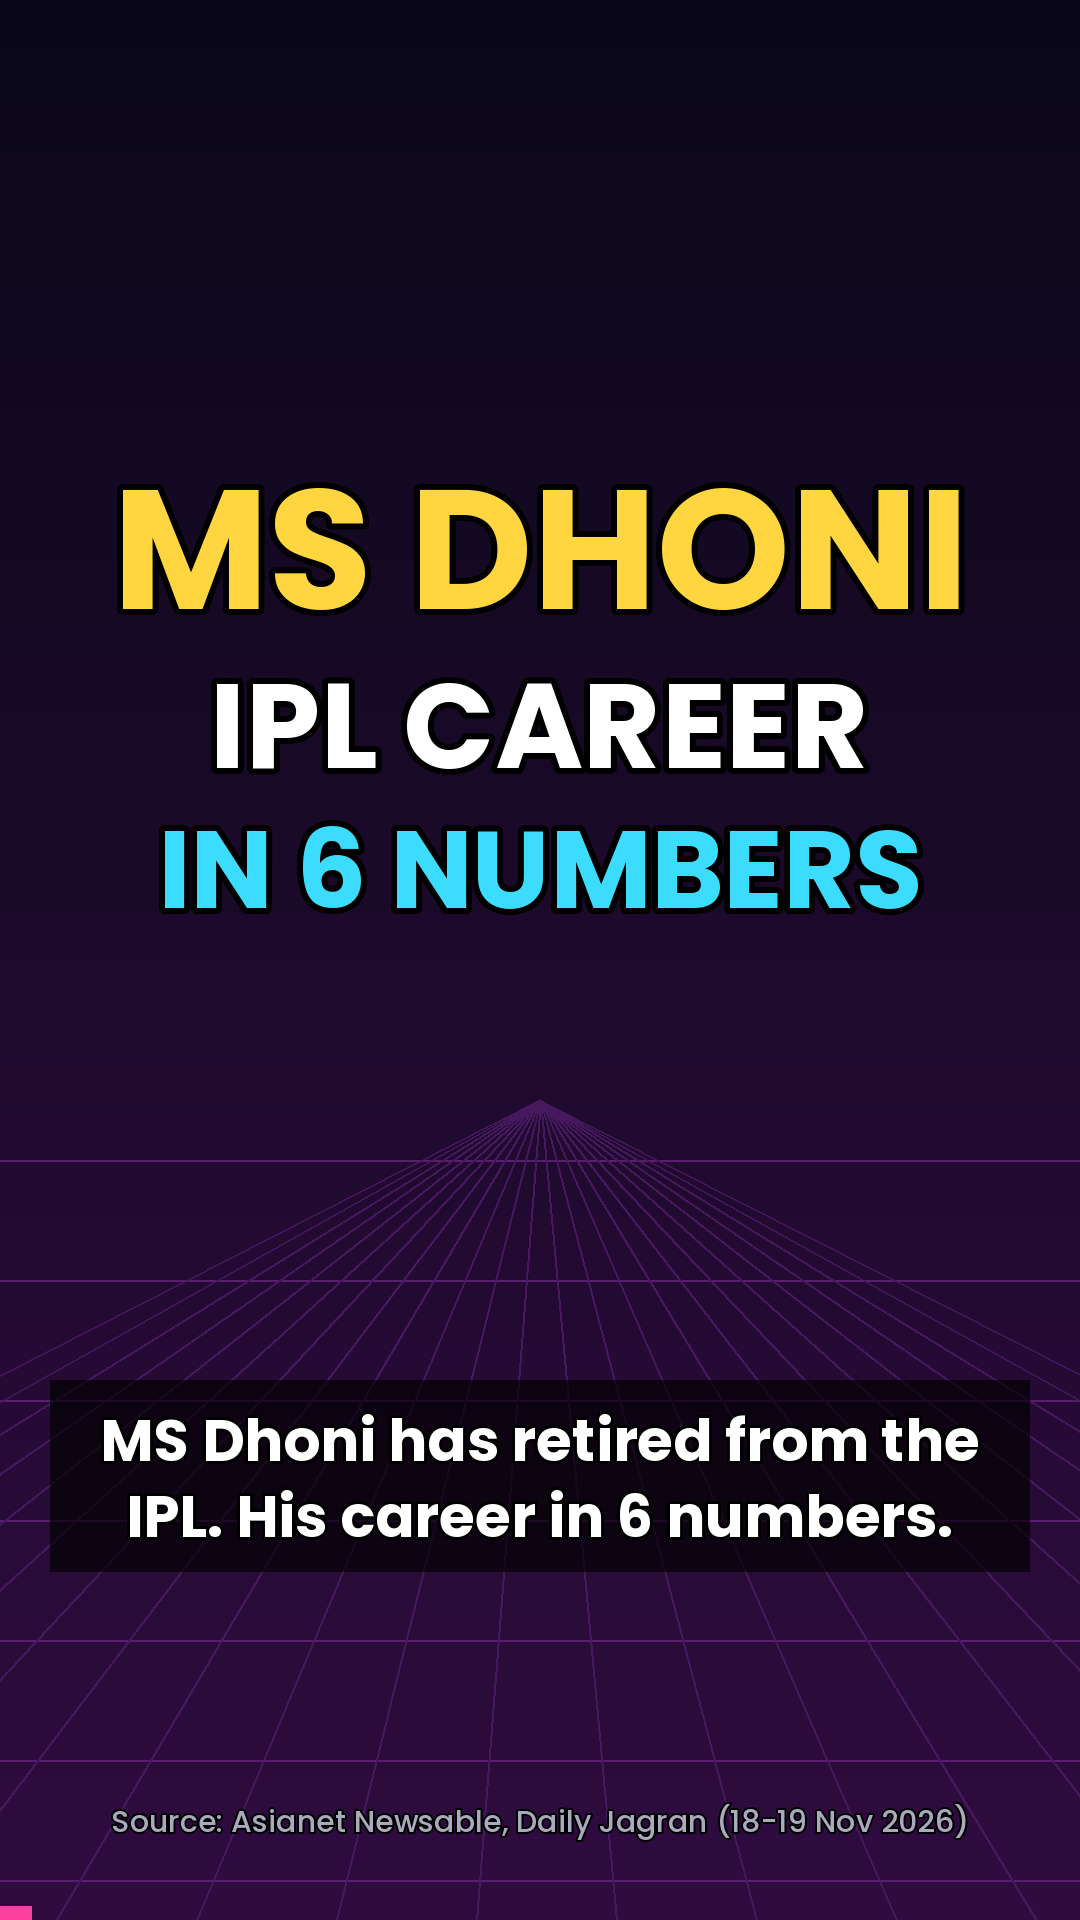 MS DHONI
IPL CAREER
IN 6 NUMBERS
MS Dhoni has retired from the
IPL. His career in 6 numbers.
Source: Asianet Newsable, Daily Jagran (18-19 Nov 2026)